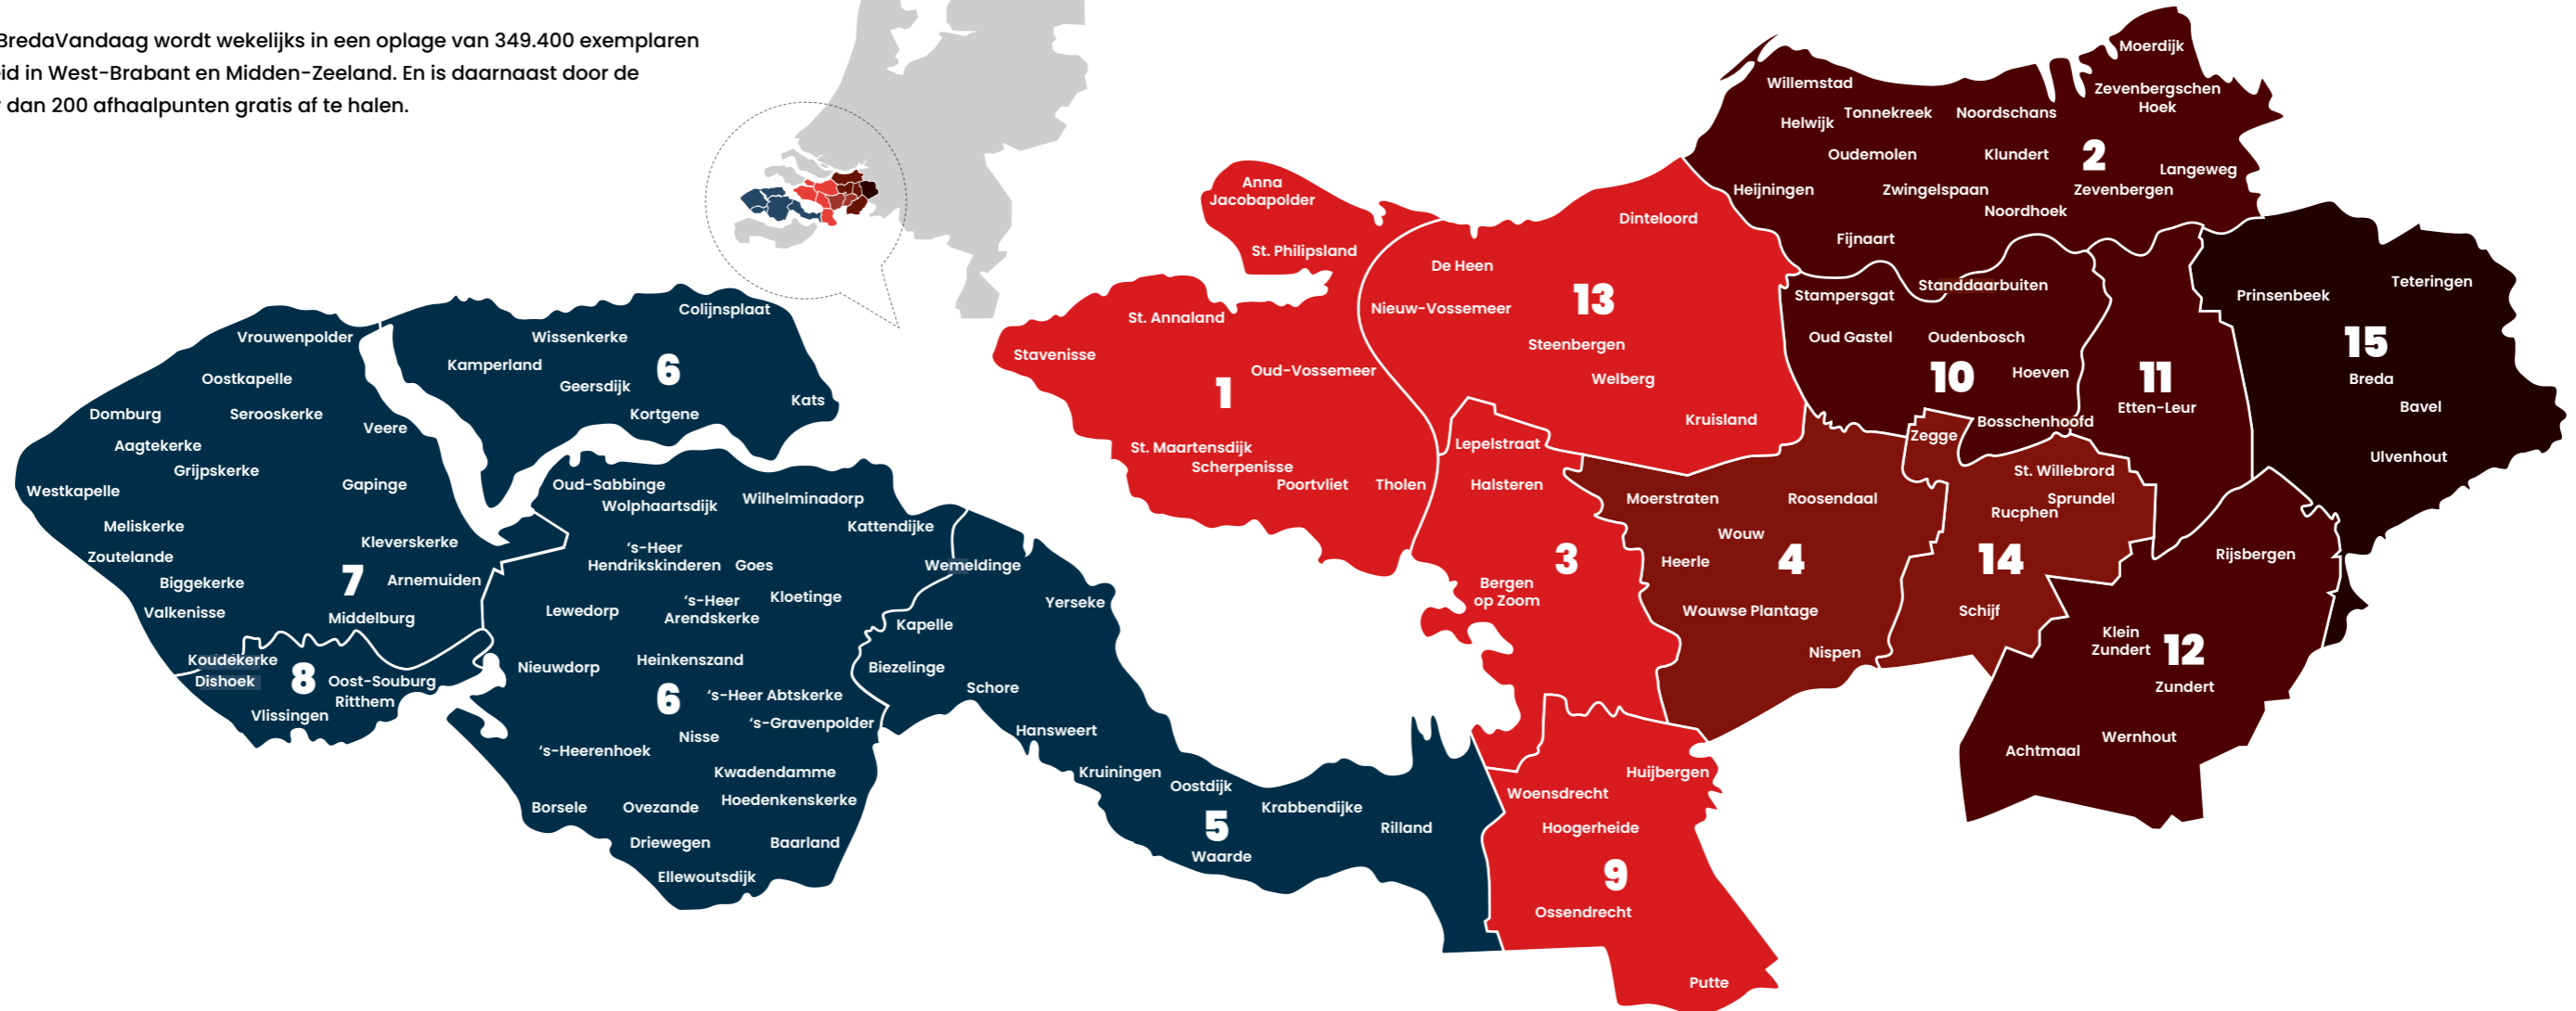 BredaVandaag wordt wekelijks in een oplage van 349.400 exemplaren
id in West-Brabant en Midden-Zeeland. En is daarnaast door de
dan 200 afhaalpunten gratis af te halen.
Vrouwenpolder
Oostkapelle
Domburg
Serooskerke
Veere
Aagtekerke
Grijpskerke
Westkapelle
Gapinge
Meliskerke
Kleverskerke
Zoutelande
Biggekerke
7
Arnemuiden
Valkenisse
Middelburg
Koudekerke
Dishoek
8
Oost-Souburg
Ritthem
Vlissingen
Colijnsplaat
Wissenkerke
Kamperland
6
Geersdijk
Kortgene
Kats
Oud-Sabbinge
Wolphaartsdijk
Wilhelminadorp
Kattendijke
‘s-Heer
Hendrikskinderen
Goes
Kloetinge
Lewedorp
‘s-Heer
Arendskerke
Nieuwdorp
Heinkenszand
6
‘s-Heer Abtskerke
‘s-Gravenpolder
Nisse
‘s-Heerenhoek
Kwadendamme
Hoedenkenskerke
Borsele
Ovezande
Driewegen
Baarland
Ellewoutsdijk
Wemeldinge
Yerseke
Kapelle
Biezelinge
Schore
Hansweert
Kruiningen
Oostdijk
Krabbendijke
5
Rilland
Waarde
Anna
Jacobapolder
St. Philipsland
St. Annaland
Stavenisse
Oud-Vossemeer
1
St. Maartensdijk
Scherpenisse
Poortvliet
Tholen
Dinteloord
De Heen
13
Nieuw-Vossemeer
Steenbergen
Welberg
Kruisland
Lepelstraat
Halsteren
3
Bergen
op Zoom
Huijbergen
Woensdrecht
Hoogerheide
9
Ossendrecht
Putte
Moerstraten
Roosendaal
Wouw
Heerle
4
Wouwse Plantage
Nispen
Moerdijk
Willemstad
Zevenbergschen
Hoek
Tonnekreek
Noordschans
Helwijk
Oudemolen
Klundert
2
Langeweg
Heijningen
Zwingelspaan
Zevenbergen
Noordhoek
Fijnaart
Standdaarbuiten
Stampersgat
Oud Gastel
Oudenbosch
10
Hoeven
Bosschenhoofd
11
Etten-Leur
Zegge
St. Willebrord
Sprundel
Rucphen
14
Schijf
Teteringen
Prinsenbeek
15
Breda
Bavel
Ulvenhout
Rijsbergen
Klein
Zundert
12
Zundert
Wernhout
Achtmaal